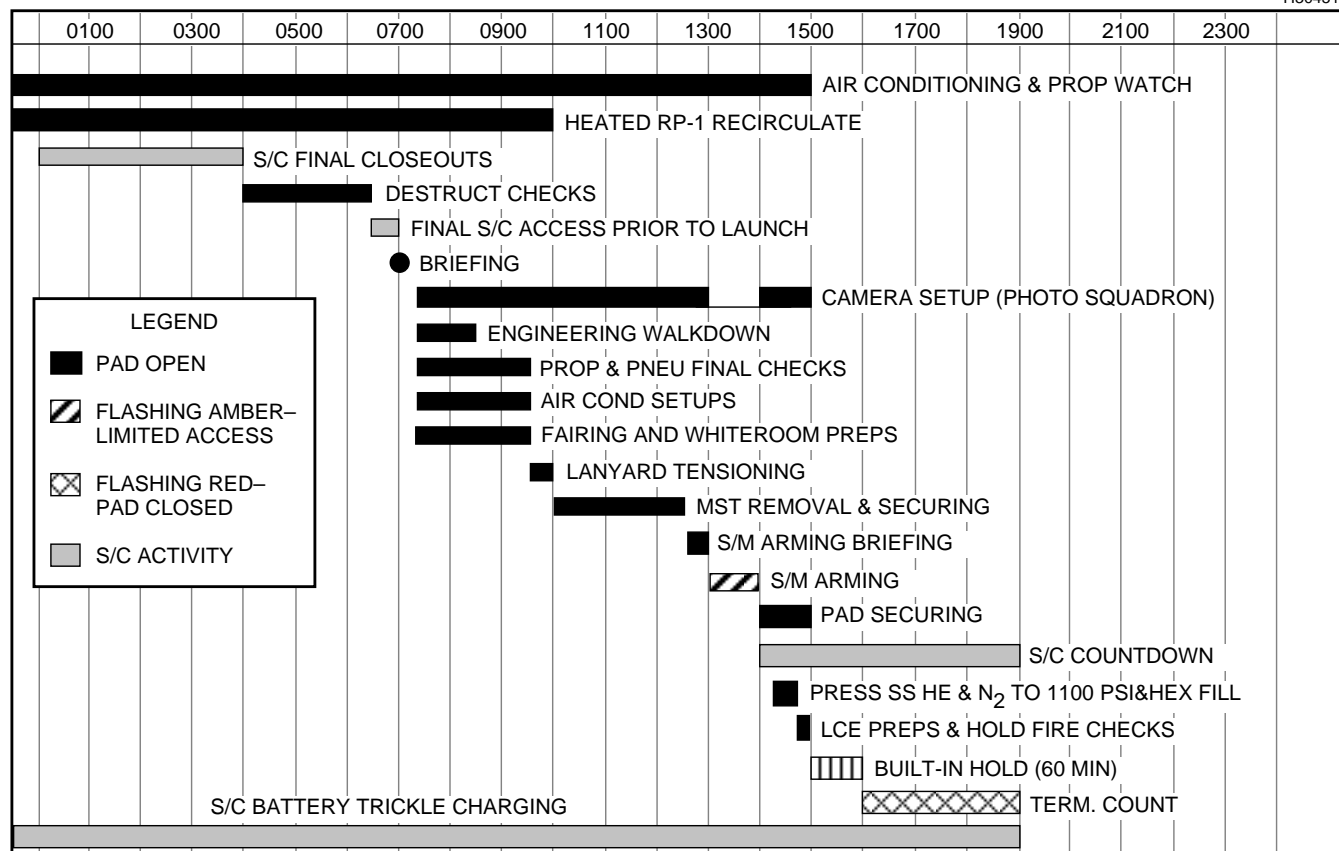 0100 0300 0500 0700 0900 1100 1300 1500 1700 1900 2100 2300
AIR CONDITIONING & PROP WATCH
HEATED RP-1 RECIRCULATE
S/C FINAL CLOSEOUTS
DESTRUCT CHECKS
FINAL S/C ACCESS PRIOR TO LAUNCH
BRIEFING
CAMERA SETUP (PHOTO SQUADRON)
ENGINEERING WALKDOWN
PROP & PNEU FINAL CHECKS
AIR COND SETUPS
FAIRING AND WHITEROOM PREPS
LANYARD TENSIONING
MST REMOVAL & SECURING
S/M ARMING BRIEFING
S/M ARMING
PAD SECURING
S/C COUNTDOWN
PRESS SS HE & N2 TO 1100 PSI&HEX FILL
LCE PREPS & HOLD FIRE CHECKS
BUILT-IN HOLD (60 MIN)
TERM. COUNT
S/C BATTERY TRICKLE CHARGING
LEGEND
PAD OPEN
FLASHING AMBER–
LIMITED ACCESS
FLASHING RED–
PAD CLOSED
S/C ACTIVITY